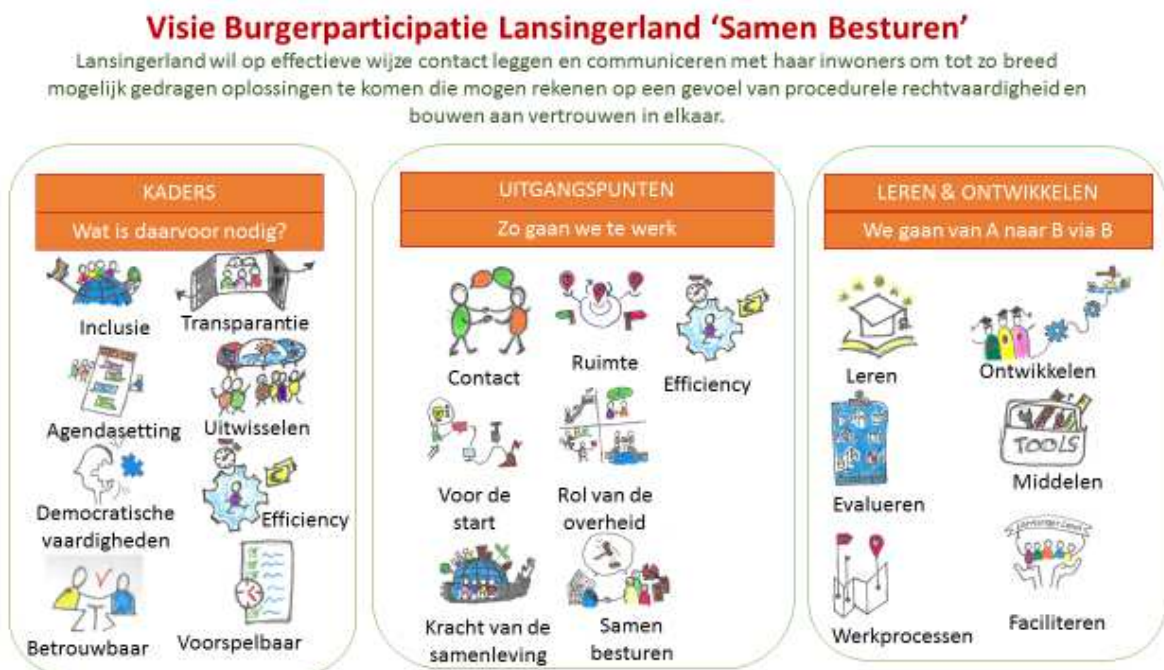 Visie Burgerparticipatie Lansingerland ‘Samen Besturen’
Lansingerland wil op effectieve wijze contact leggen en communiceren met haar inwoners om tot zo breed
mogelijk gedragen oplossingen te komen die mogen rekenen op een gevoel van procedurele rechtvaardigheid en
bouwen aan vertrouwen in elkaar.
KADERS
Wat is daarvoor nodig?
Inclusie
Transparantie
Agendasetting
Uitwisselen
Democratische
vaardigheden
Efficiency
Betrouwbaar
Voorspelbaar
UITGANGSPUNTEN
Zo gaan we te werk
Contact
Ruimte
Efficiency
Voor de
start
Rol van de
overheid
Kracht van de
samenleving
Samen
besturen
LEREN & ONTWIKKELEN
We gaan van A naar B via B
Leren
Ontwikkelen
Evalueren
TOOLS
Middelen
Werkprocessen
Faciliteren